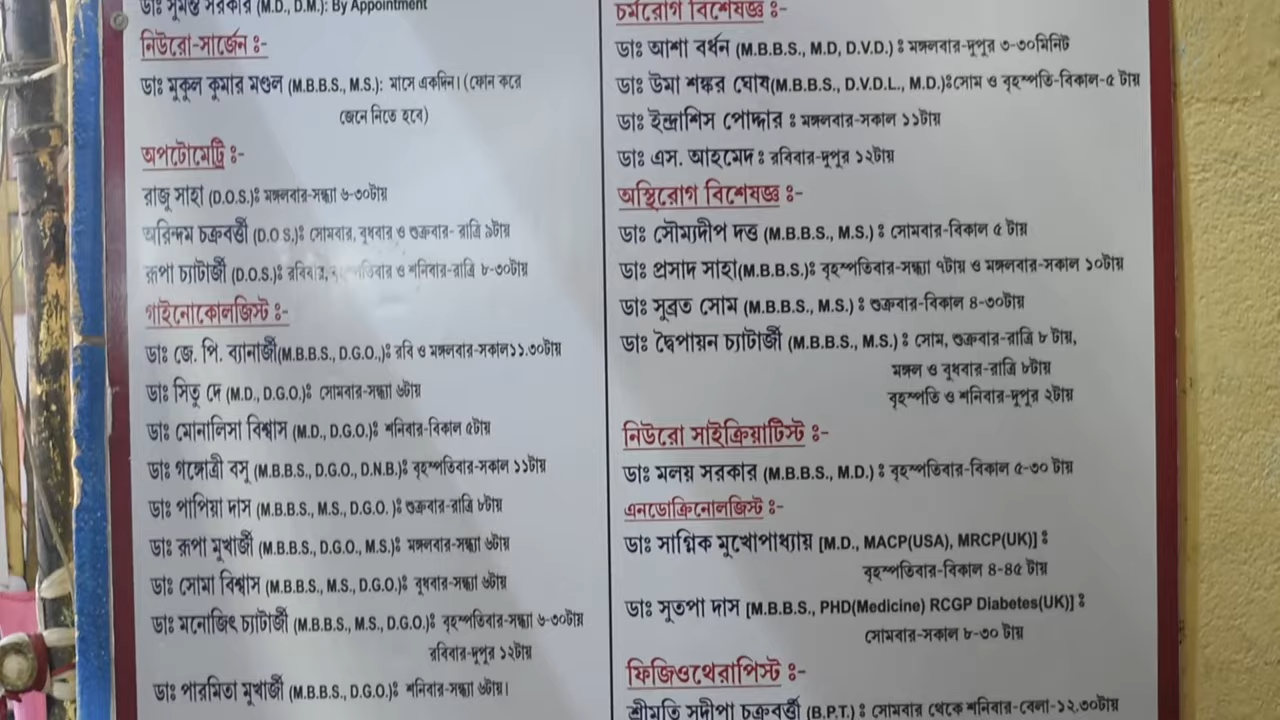 ডাঃ সুমন্ত সরকার (M.D., D.M.): By Appointment
নিউরো-সার্জেন ঃ-
ডাঃ মুকুল কুমার মণ্ডল (M.B.B.S., M.S.): মাসে একদিন। (ফোন করে
জেনে নিতে হবে)
অপটোমেট্রি ঃ-
রাজু সাহা (D.O.S.)ঃ মঙ্গলবার-সন্ধ্যা ৬-৩০টায়
অরিন্দম চক্রবর্ত্তী (D.O.S.)ঃ সোমবার, বুধবার ও শুক্রবার- রাত্রি ৯টায়
রূপা চ্যাটার্জী (D.O.S.)ঃ রবিবার, বৃহস্পতিবার ও শনিবার-রাত্রি ৮-৩০টায়
গাইনোকোলজিস্ট ঃ-
ডাঃ জে. পি. ব্যানার্জী(M.B.B.S., D.G.O.,)ঃ রবি ও মঙ্গলবার-সকাল১১.৩০টায়
ডাঃ সিতু দে (M.D., D.G.O.)ঃ সোমবার-সন্ধ্যা ৬টায়
ডাঃ মোনালিসা বিশ্বাস (M.D., D.G.O.)ঃ শনিবার-বিকাল ৫টায়
ডাঃ গঙ্গোত্রী বসু (M.B.B.S., D.G.O., D.N.B.)ঃ বৃহস্পতিবার-সকাল ১১টায়
ডাঃ পাপিয়া দাস (M.B.B.S., M.S., D.G.O. )ঃ শুক্রবার-রাত্রি ৮টায়
ডাঃ রূপা মুখার্জী (M.B.B.S., D.G.O., M.S.)ঃ মঙ্গলবার-সন্ধ্যা ৬টায়
ডাঃ সোমা বিশ্বাস (M.B.B.S., M.S., D.G.O.)ঃ বুধবার-সন্ধ্যা ৬টায়
ডাঃ মনোজিৎ চ্যাটার্জী (M.B.B.S., M.S., D.G.O.)ঃ বৃহস্পতিবার-সন্ধ্যা ৬-৩০টায়
রবিবার-দুপুর ১২টায়
ডাঃ পারমিতা মুখার্জী (M.B.B.S., D.G.O.)ঃ শনিবার-সন্ধ্যা ৬টায়।
চর্মরোগ বিশেষজ্ঞ ঃ-
ডাঃ আশা বর্ধন (M.B.B.S., M.D, D.V.D.) ঃ মঙ্গলবার-দুপুর ৩-৩০মিনিট
ডাঃ উমা শঙ্কর ঘোষ(M.B.B.S., D.V.D.L., M.D.)ঃসোম ও বৃহস্পতি-বিকাল-৫ টায়
ডাঃ ইন্দ্রাশিস পোদ্দার ঃ মঙ্গলবার-সকাল ১১টায়
ডাঃ এস. আহমেদ ঃ রবিবার-দুপুর ১২টায়
অস্থিরোগ বিশেষজ্ঞ ঃ-
ডাঃ সৌম্যদীপ দত্ত (M.B.B.S., M.S.) ঃ সোমবার-বিকাল ৫ টায়
ডাঃ প্রসাদ সাহা(M.B.B.S.)ঃ বৃহস্পতিবার-সন্ধ্যা ৭টায় ও মঙ্গলবার-সকাল ১০টায়
ডাঃ সুব্রত সোম (M.B.B.S., M.S.) ঃ শুক্রবার-বিকাল ৪-৩০টায়
ডাঃ দ্বৈপায়ন চ্যাটার্জী (M.B.B.S., M.S.) ঃ সোম, শুক্রবার-রাত্রি ৮ টায়,
মঙ্গল ও বুধবার-রাত্রি ৮টায়
বৃহস্পতি ও শনিবার-দুপুর ২টায়
নিউরো সাইক্রিয়াটিস্ট ঃ-
ডাঃ মলয় সরকার (M.B.B.S., M.D.) ঃ বৃহস্পতিবার-বিকাল ৫-৩০ টায়
এনডোক্রিনোলজিস্ট ঃ-
ডাঃ সাগ্নিক মুখোপাধ্যায় [M.D., MACP(USA), MRCP(UK)] ঃ
বৃহস্পতিবার-বিকাল ৪-৪৫ টায়
ডাঃ সুতপা দাস [M.B.B.S., PHD(Medicine) RCGP Diabetes(UK)] ঃ
সোমবার-সকাল ৮-৩০ টায়
ফিজিওথেরাপিস্ট ঃ-
শ্রীমতি সুদীপা চক্রবর্ত্তী (B.P.T.) ঃ সোমবার থেকে শনিবার-বেলা-১২.৩০টায়